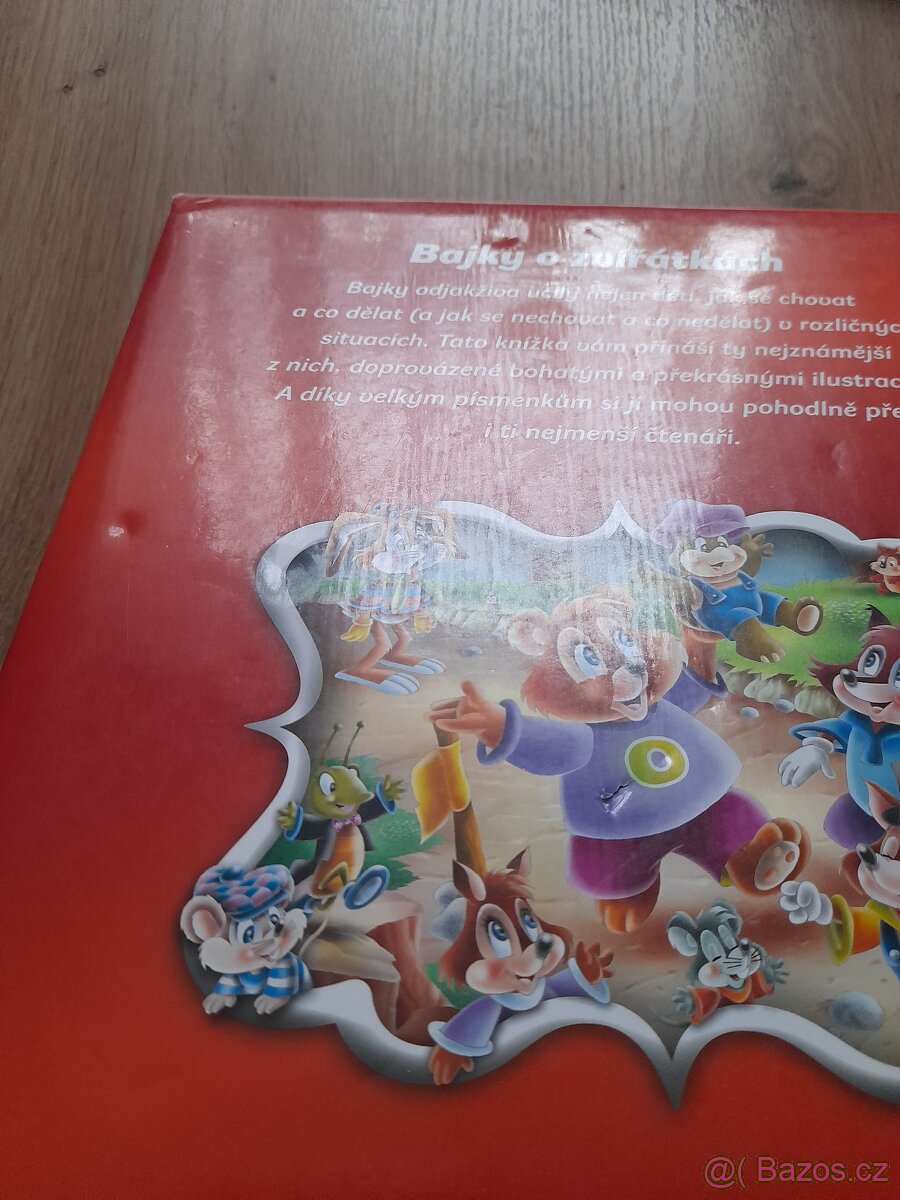 Bajky o zvířátkách
Bajky odjakživa učily nejen děti, jak se chovat
a co dělat (a jak se nechovat a co nedělat) v rozličnýc
situacích. Tato knížka vám přináší ty nejznámější
z nich, doprovázené bohatými a překrásnými ilustrac
A díky velkým písmenkům si ji mohou pohodlně pře
i ti nejmenší čtenáři.
@( Bazos.cz